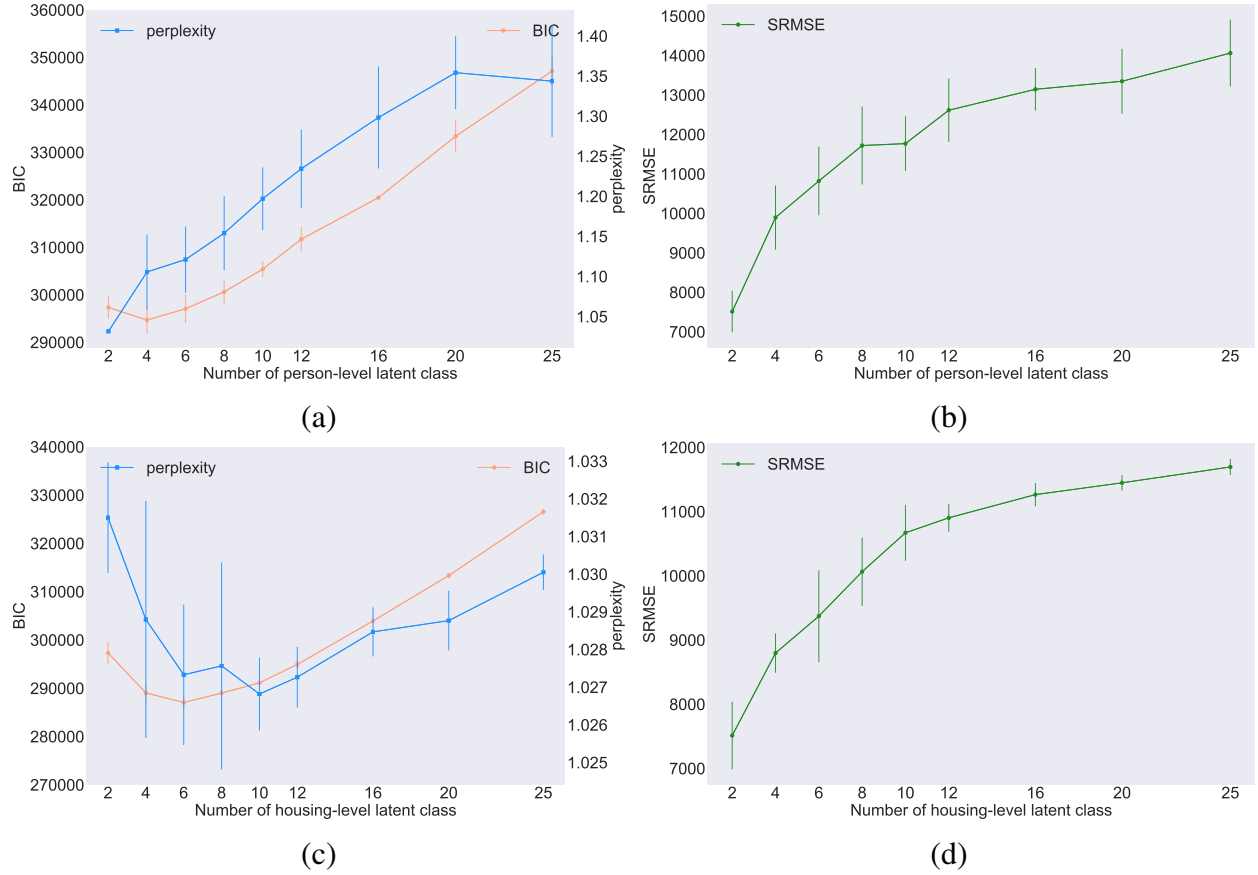 360000
350000
340000
330000
320000
310000
300000
290000
BIC
perplexity
BIC
1.40
1.35
1.30
1.25
1.20
1.15
1.10
1.05
perplexity
2 4 6 8 10 12 16 20 25
Number of person-level latent class
(a)
15000
14000
13000
12000
11000
10000
9000
8000
7000
SRMSE
SRMSE
2 4 6 8 10 12 16 20 25
Number of person-level latent class
(b)
340000
330000
320000
310000
300000
290000
280000
270000
BIC
perplexity
BIC
1.033
1.032
1.031
1.030
1.029
1.028
1.027
1.026
1.025
perplexity
2 4 6 8 10 12 16 20 25
Number of housing-level latent class
(c)
12000
11000
10000
9000
8000
7000
SRMSE
SRMSE
2 4 6 8 10 12 16 20 25
Number of housing-level latent class
(d)